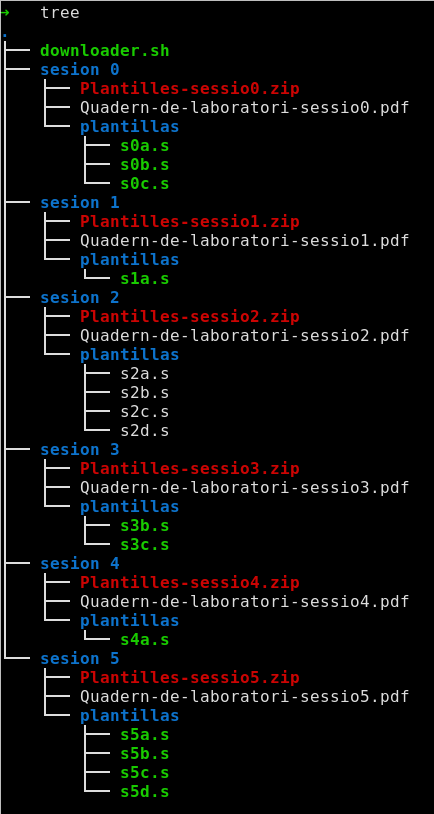 → tree
.
├── downloader.sh
├── sesion 0
│   ├── Plantilles-sessio0.zip
│   ├── Quadern-de-laboratori-sessio0.pdf
│   └── plantillas
│       ├── s0a.s
│       ├── s0b.s
│       └── s0c.s
├── sesion 1
│   ├── Plantilles-sessio1.zip
│   ├── Quadern-de-laboratori-sessio1.pdf
│   └── plantillas
│       └── s1a.s
├── sesion 2
│   ├── Plantilles-sessio2.zip
│   ├── Quadern-de-laboratori-sessio2.pdf
│   └── plantillas
│       ├── s2a.s
│       ├── s2b.s
│       ├── s2c.s
│       └── s2d.s
├── sesion 3
│   ├── Plantilles-sessio3.zip
│   ├── Quadern-de-laboratori-sessio3.pdf
│   └── plantillas
│       ├── s3b.s
│       └── s3c.s
├── sesion 4
│   ├── Plantilles-sessio4.zip
│   ├── Quadern-de-laboratori-sessio4.pdf
│   └── plantillas
│       └── s4a.s
└── sesion 5
    ├── Plantilles-sessio5.zip
    ├── Quadern-de-laboratori-sessio5.pdf
    └── plantillas
        ├── s5a.s
        ├── s5b.s
        ├── s5c.s
        └── s5d.s